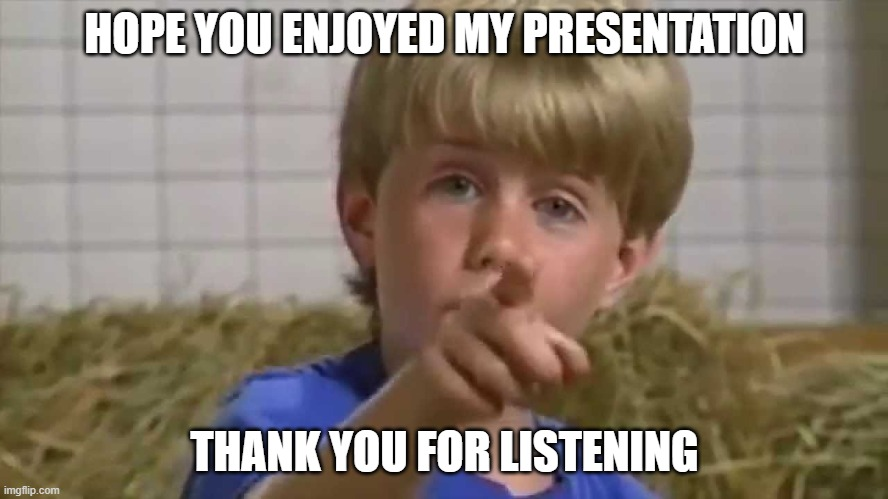 HOPE YOU ENJOYED MY PRESENTATION
THANK YOU FOR LISTENING
imgflip.com